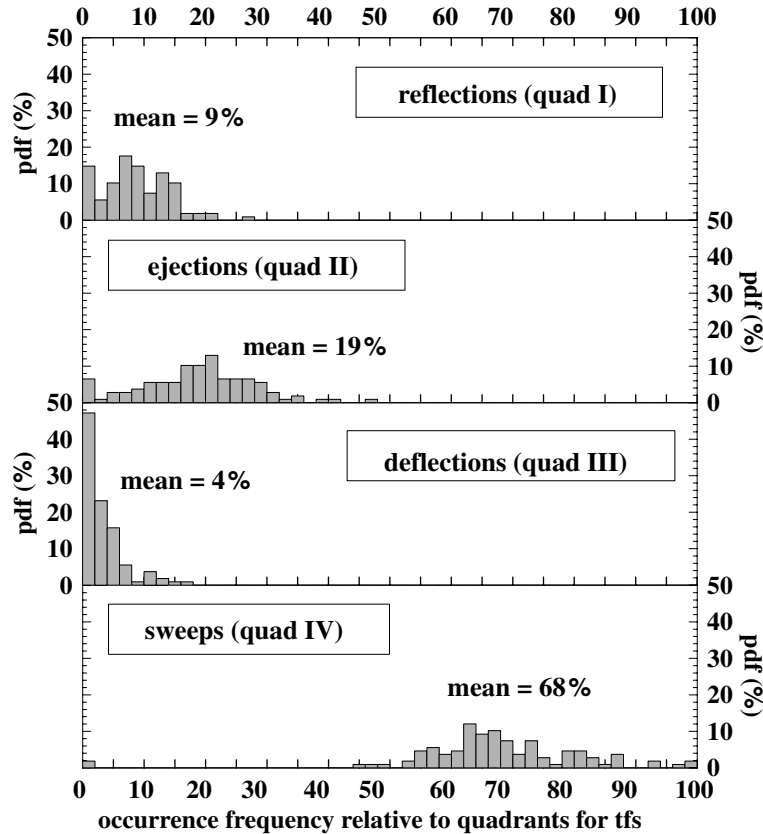 0 10 20 30 50 60 70 80 90 100
50
40
30
20
10
0
pdf (%)
reflections (quad I)
mean = 9%
50
40
30
20
10
0
pdf (%)
ejections (quad II)
mean = 19%
50
40
30
20
10
0
pdf (%)
deflections (quad III)
mean = 4%
50
40
30
20
10
0
pdf (%)
sweeps (quad IV)
mean = 68%
0 10 20 30 50 60 70 80 90 100
occurrence frequency relative to quadrants for tfs